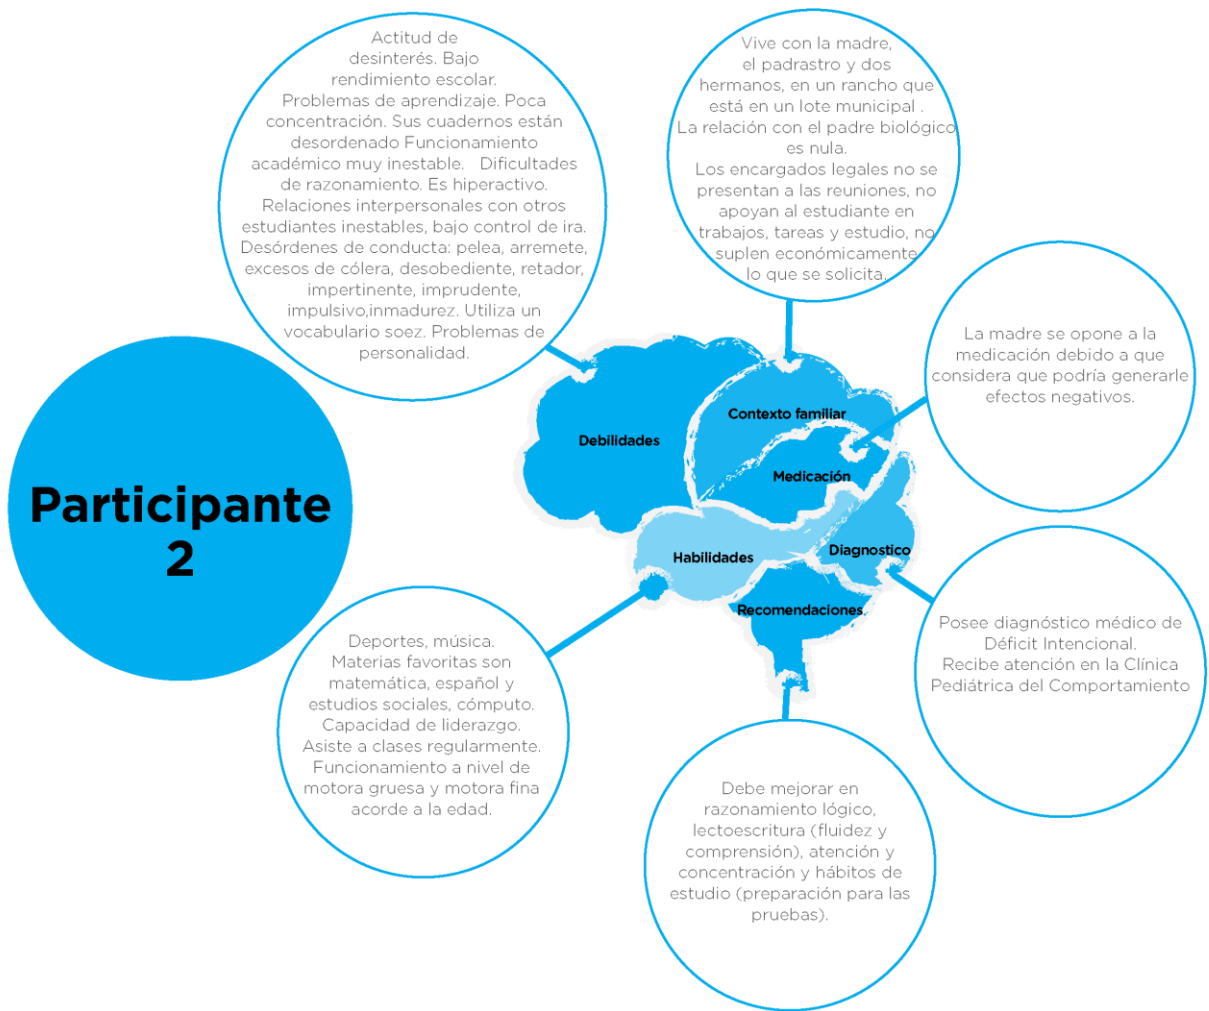 Actitud de
desinterés. Bajo
rendimiento escolar.
Problemas de aprendizaje. Poca
concentración. Sus cuadernos están
desordenado Funcionamiento
académico muy inestable. Dificultades
de razonamiento. Es hiperactivo.
Relaciones interpersonales con otros
estudiantes inestables, bajo control de ira.
Desórdenes de conducta: pelea, arremete,
excesos de cólera, desobediente, retador,
impertinente, imprudente,
impulsivo,inmadurez. Utiliza un
vocabulario soez. Problemas de
personalidad.
Vive con la madre,
el padrastro y dos
hermanos, en un rancho que
está en un lote municipal .
La relación con el padre biológico
es nula.
Los encargados legales no se
presentan a las reuniones, no
apoyan al estudiante en
trabajos, tareas y estudio, no
suplen económicamente
lo que se solicita.
La madre se opone a la
medicación debido a que
considera que podría generarle
efectos negativos.
Contexto familiar
Debilidades
Medicación
Participante
2
Habilidades
Diagnostico
Recomendaciones
Posee diagnóstico médico de
Déficit Intencional.
Recibe atención en la Clínica
Pediátrica del Comportamiento
Deportes, música.
Materias favoritas son
matemática, español y
estudios sociales, cómputo.
Capacidad de liderazgo.
Asiste a clases regularmente.
Funcionamiento a nivel de
motora gruesa y motora fina
acorde a la edad.
Debe mejorar en
razonamiento lógico,
lectoescritura (fluidez y
comprensión), atención y
concentración y hábitos de
estudio (preparación para las
pruebas).